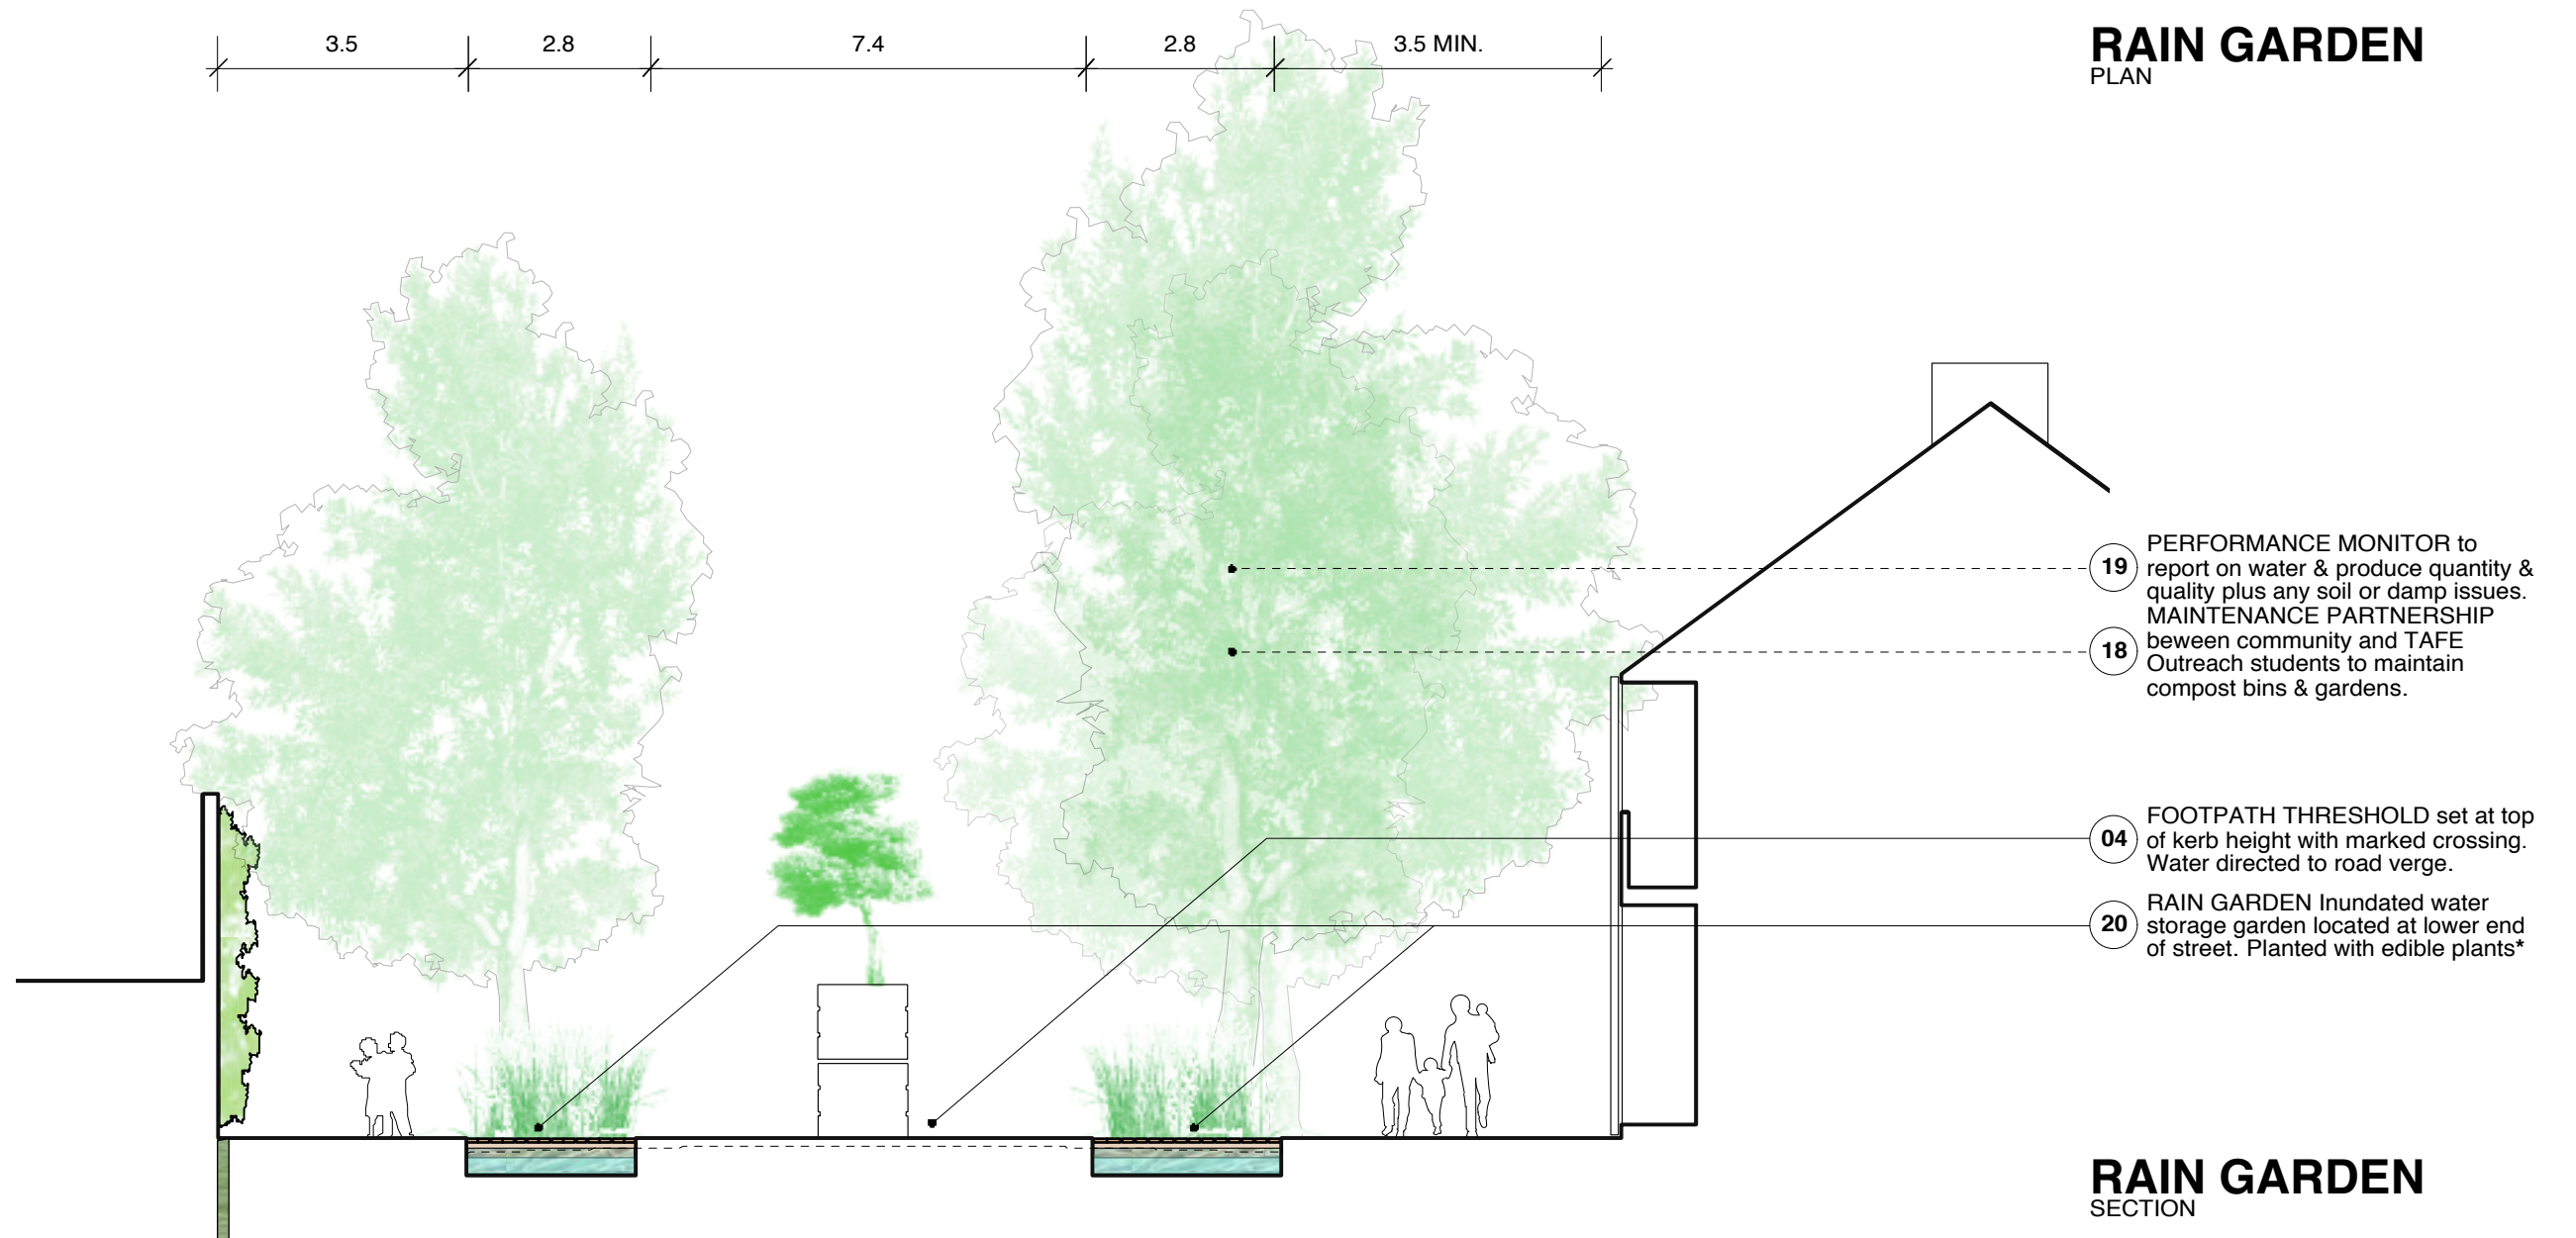 3.5
2.8
7.4
2.8
3.5 MIN.
RAIN GARDEN
PLAN
19
PERFORMANCE MONITOR to
report on water & produce quantity &
quality plus any soil or damp issues.
18
MAINTENANCE PARTNERSHIP
beween community and TAFE
Outreach students to maintain
compost bins & gardens.
04
FOOTPATH THRESHOLD set at top
of kerb height with marked crossing.
Water directed to road verge.
20
RAIN GARDEN Inundated water
storage garden located at lower end
of street. Planted with edible plants*
RAIN GARDEN
SECTION